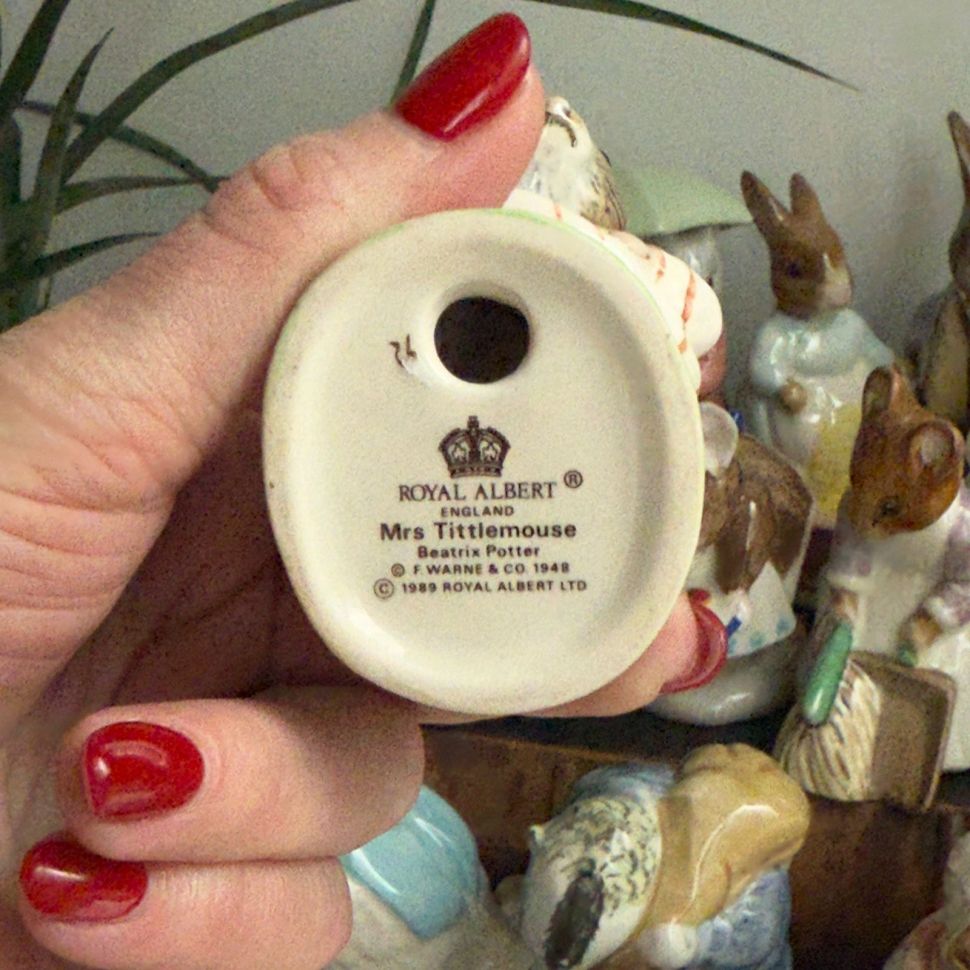 ROYAL ALBERT ®
ENGLAND
Mrs Tittlemouse
Beatrix Potter
© F. WARNE & CO. 1948
© 1989 ROYAL ALBERT LTD